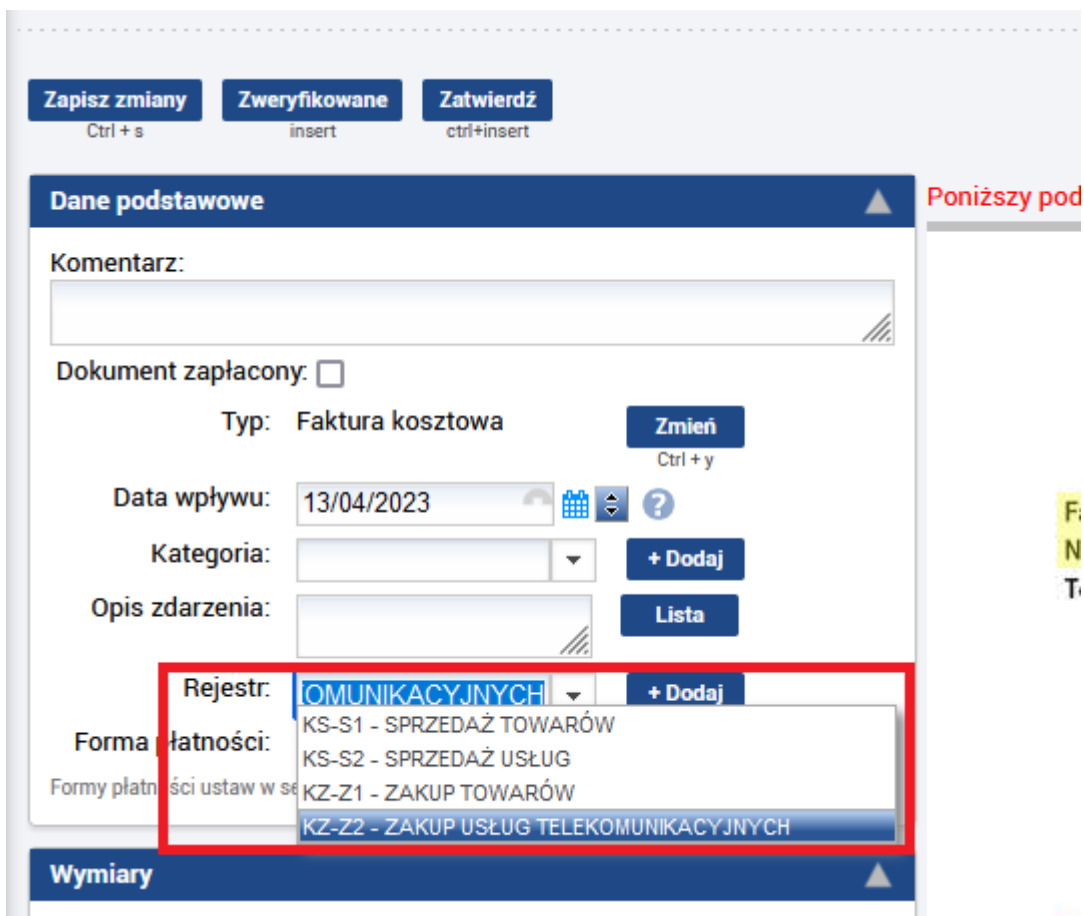 Zapisz zmiany Zweryfikowane Zatwierdź
Ctrl + s insert ctrl+insert
Dane podstawowe
Poniższy pod
Komentarz:
Dokument zapłacony:
Typ: Faktura kosztowa Zmień
Ctrl + y
Data wpływu: 13/04/2023 ?
Kategoria: + Dodaj
Opis zdarzenia: Lista
Rejestr: OMUNIKACYJNYCH + Dodaj
KS-S1 - SPRZEDAŻ TOWARÓW
Forma płatności:
KS-S2 - SPRZEDAŻ USŁUG
Formy płatności ustaw w se
KZ-Z1 - ZAKUP TOWARÓW
KZ-Z2 - ZAKUP USŁUG TELEKOMUNIKACYJNYCH
Wymiary
Fa
N
T